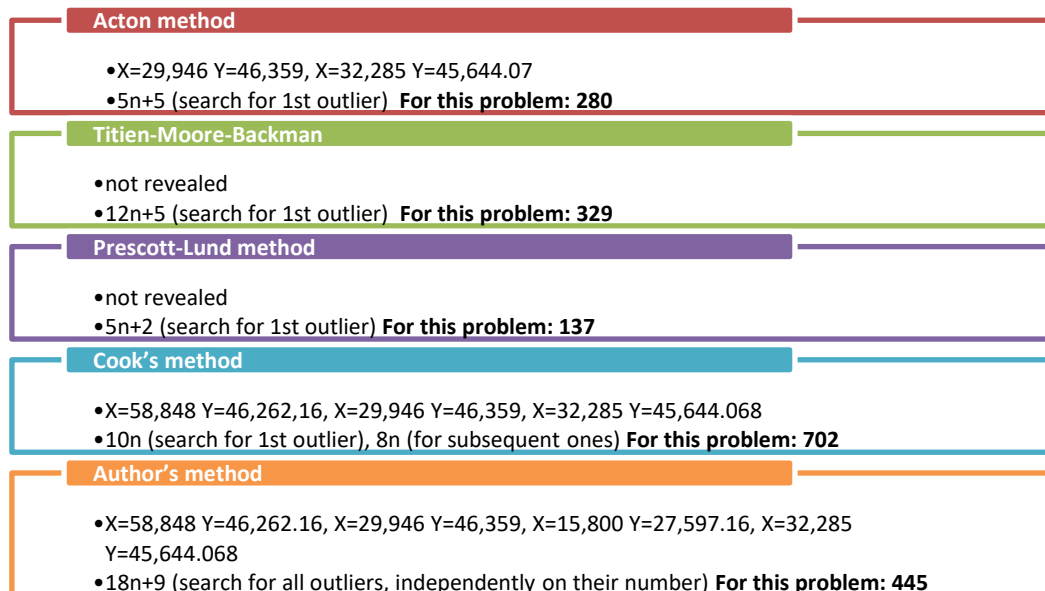 Acton method
•X=29,946 Y=46,359, X=32,285 Y=45,644.07
•5n+5 (search for 1st outlier) For this problem: 280
Titien-Moore-Backman
•not revealed
•12n+5 (search for 1st outlier) For this problem: 329
Prescott-Lund method
•not revealed
•5n+2 (search for 1st outlier) For this problem: 137
Cook's method
•X=58,848 Y=46,262,16, X=29,946 Y=46,359, X=32,285 Y=45,644.068
•10n (search for 1st outlier), 8n (for subsequent ones) For this problem: 702
Author's method
•X=58,848 Y=46,262.16, X=29,946 Y=46,359, X=15,800 Y=27,597.16, X=32,285
Y=45,644.068
•18n+9 (search for all outliers, independently on their number) For this problem: 445